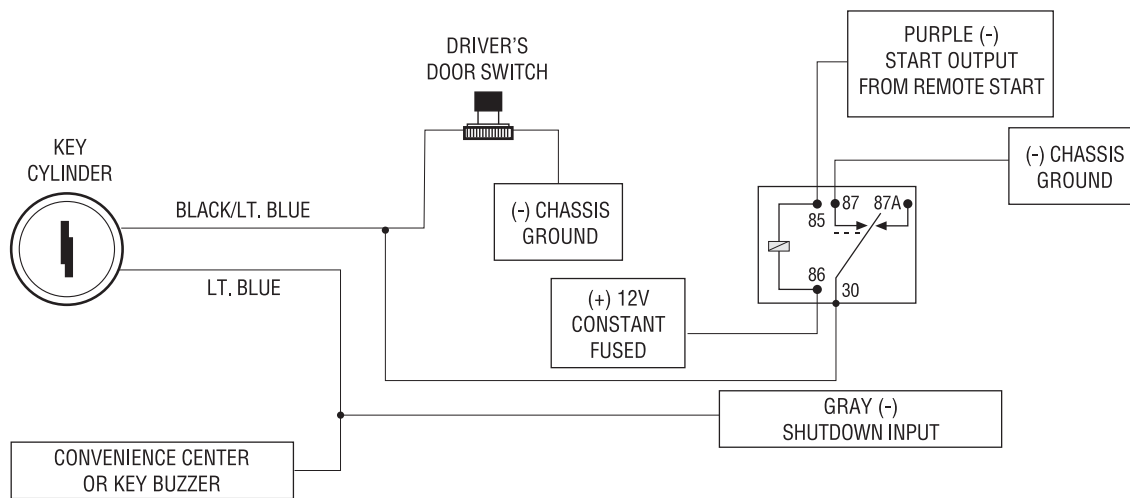 DRIVER'S
DOOR SWITCH
PURPLE (-)
START OUTPUT
FROM REMOTE START
KEY
CYLINDER
(-) CHASSIS
GROUND
BLACK/LT. BLUE
(-) CHASSIS
GROUND
87
87A
85
LT. BLUE
86
30
(+) 12V
CONSTANT
FUSED
GRAY (-)
SHUTDOWN INPUT
CONVENIENCE CENTER
OR KEY BUZZER